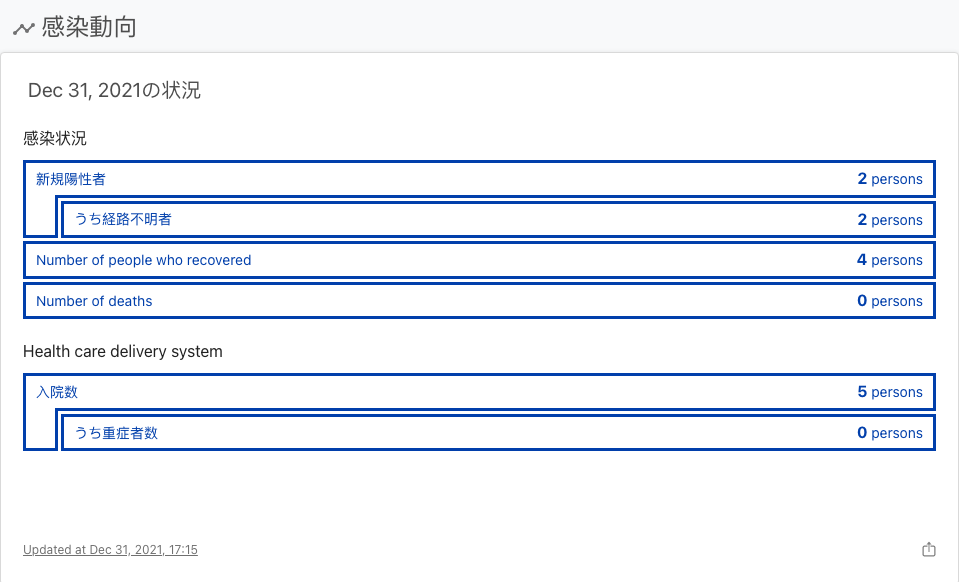 感染動向
Dec 31, 2021の状況
感染状況
新規陽性者 2 persons
うち経路不明者 2 persons
Number of people who recovered 4 persons
Number of deaths 0 persons
Health care delivery system
入院数 5 persons
うち重症者数 0 persons
Updated at Dec 31, 2021, 17:15